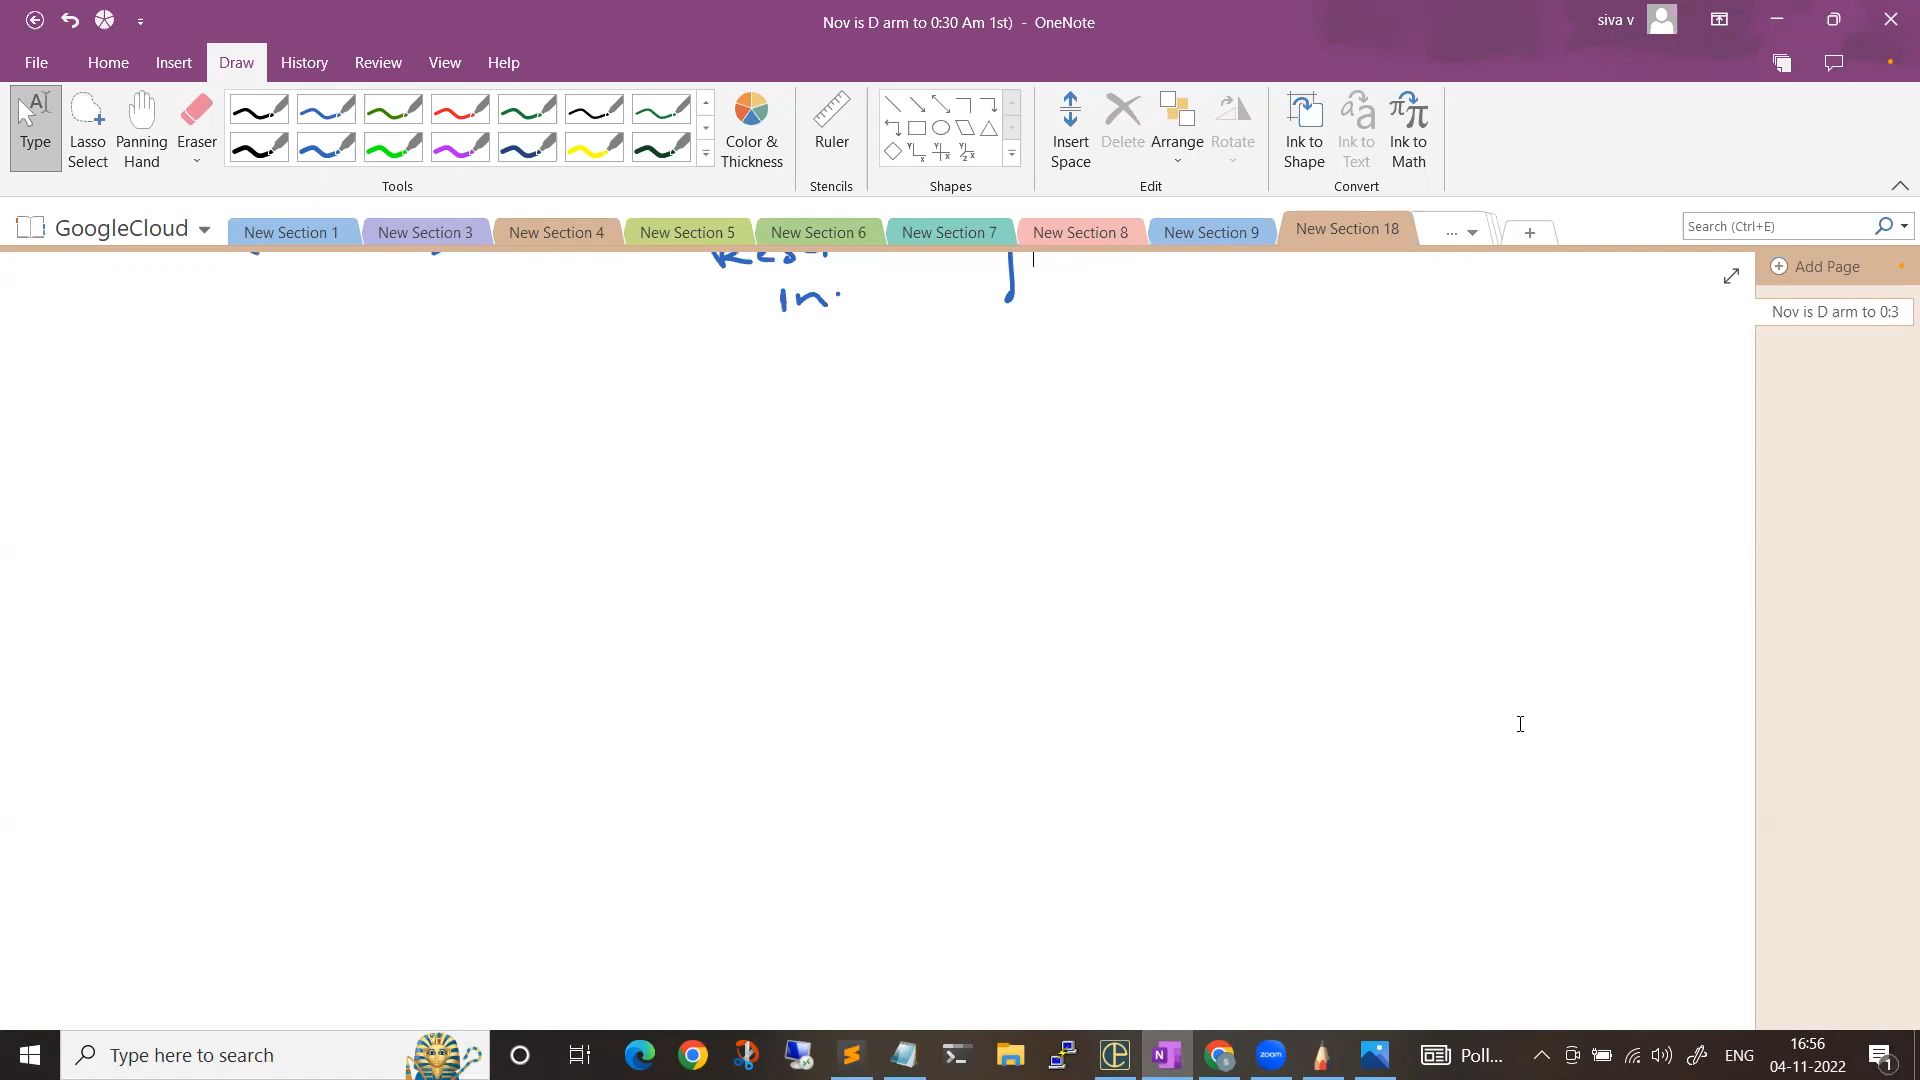 Nov is D arm to 0:30 Am 1st) - OneNote
siva v
File Home Insert Draw History Review View Help
Type
Lasso Select
Panning Hand
Eraser
Color & Thickness
Ruler
Insert Space
Delete
Arrange
Rotate
Ink to Shape
Ink to Text
Ink to Math
Tools Stencils Shapes Edit Convert
GoogleCloud New Section 1 New Section 3 New Section 4 New Section 5 New Section 6 New Section 7 New Section 8 New Section 9 New Section 18 ... Search (Ctrl+E)
Add Page
Nov is D arm to 0:3
in.
Type here to search
zoom
Poll...
ENG
16:56
04-11-2022
1